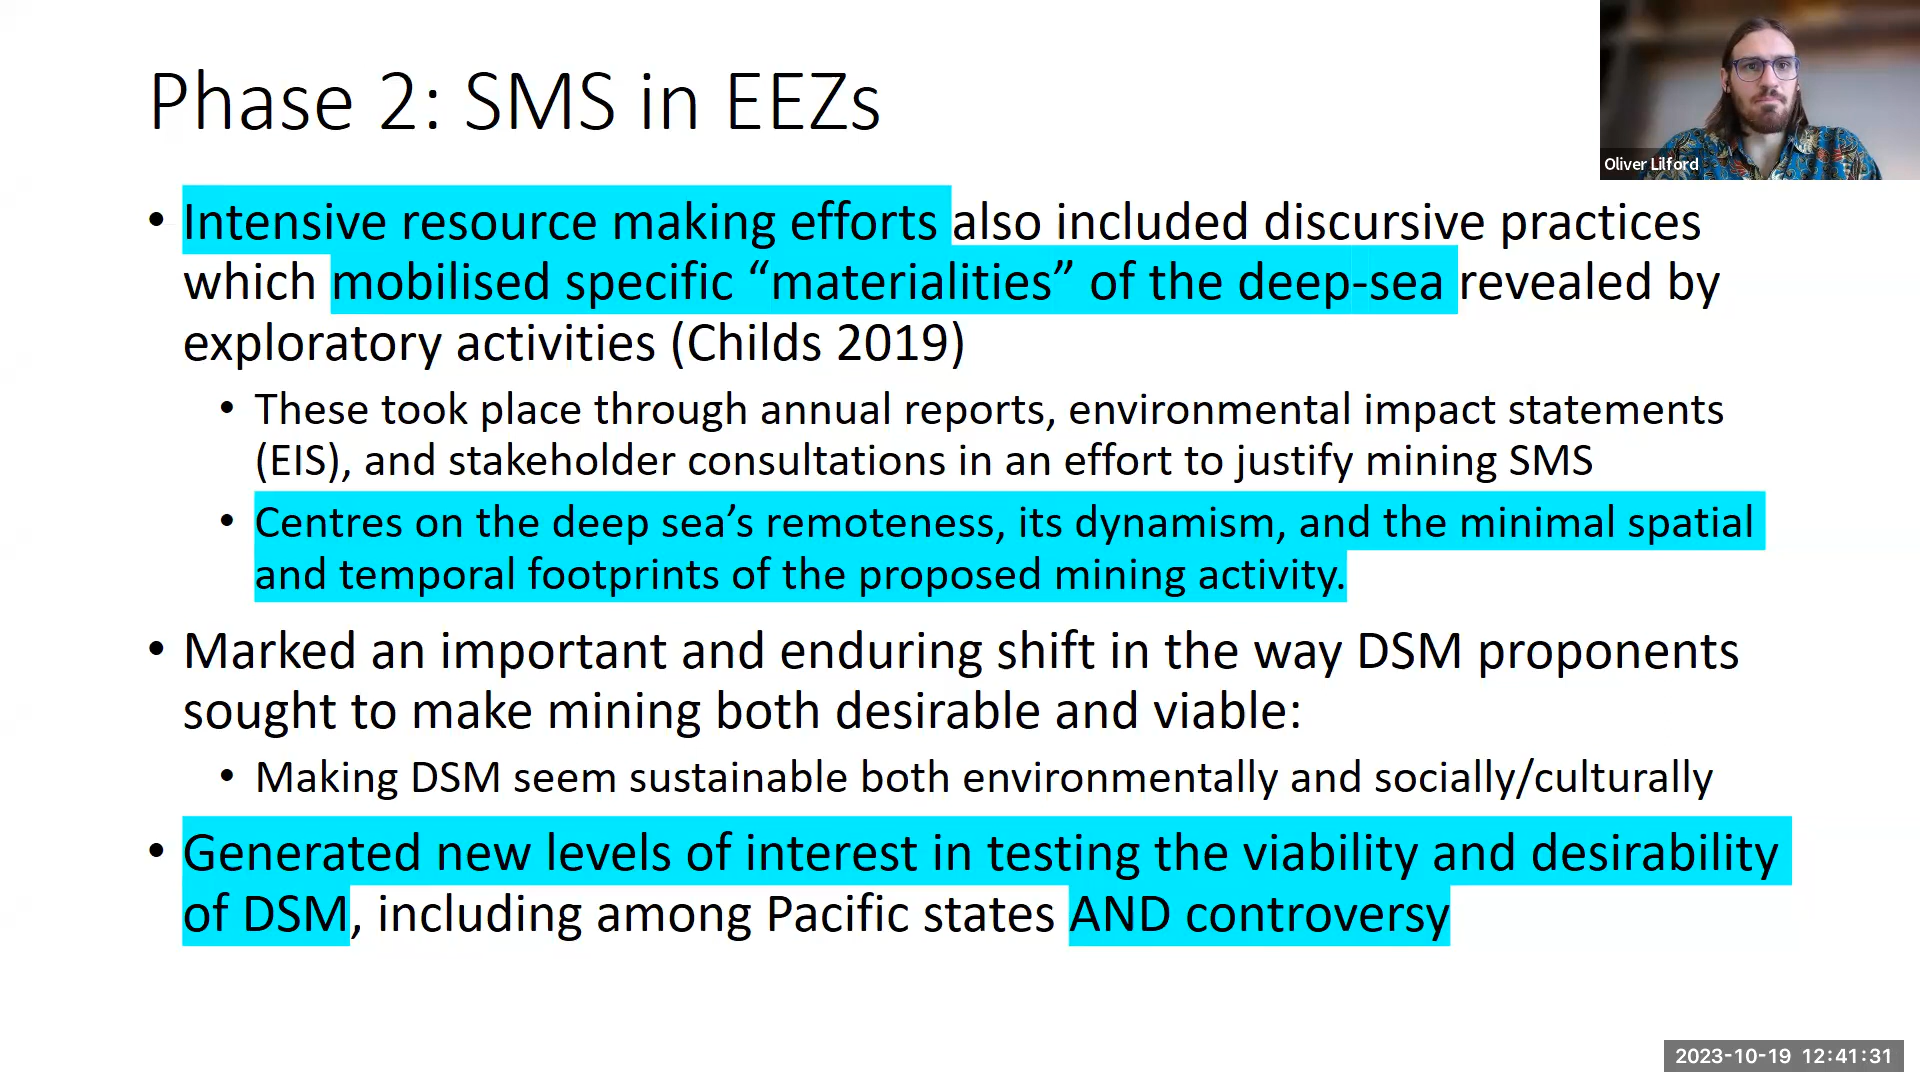 Phase 2: SMS in EEZs
Oliver Lilford
• Intensive resource making efforts also included discursive practices
which mobilised specific “materialities” of the deep-sea revealed by
exploratory activities (Childs 2019)
• These took place through annual reports, environmental impact statements
(EIS), and stakeholder consultations in an effort to justify mining SMS
• Centres on the deep sea’s remoteness, its dynamism, and the minimal spatial
and temporal footprints of the proposed mining activity.
• Marked an important and enduring shift in the way DSM proponents
sought to make mining both desirable and viable:
• Making DSM seem sustainable both environmentally and socially/culturally
• Generated new levels of interest in testing the viability and desirability
of DSM, including among Pacific states AND controversy
2023-10-19 12:41:31